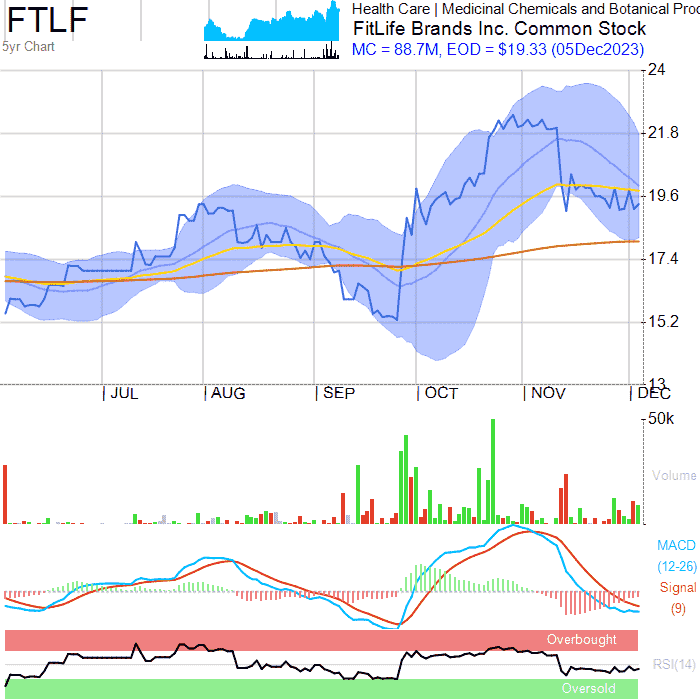 FTLF
5yr Chart
Health Care | Medicinal Chemicals and Botanical Proc
FitLife Brands Inc. Common Stock
MC = 88.7M, EOD = $19.33 (05Dec2023)
24
21.8
19.6
17.4
15.2
13
JUL
AUG
SEP
OCT
NOV
DEC
50k
Volume
MACD
(12-26)
Signal
(9)
Overbought
RSI(14)
Oversold